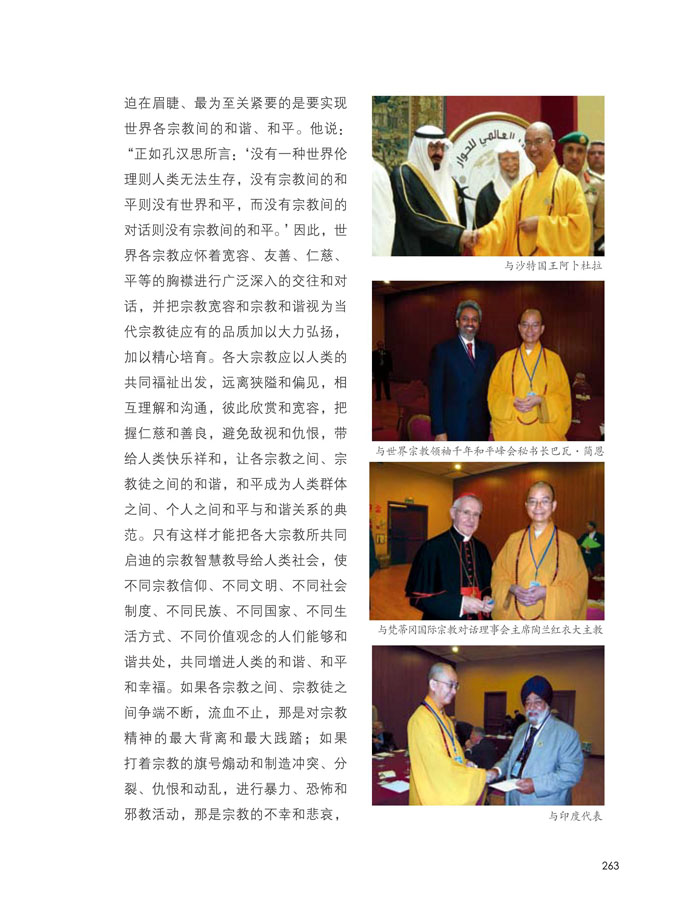 迫在眉睫、最为至关紧要的是要实现
世界各宗教间的和谐、和平。他说：
“正如孔汉思所言：‘没有一种世界伦
理则人类无法生存，没有宗教间的和
平则没有世界和平，而没有宗教间的
对话则没有宗教间的和平。’因此，世
界各宗教应怀着宽容、友善、仁慈、
平等的胸襟进行广泛深入的交往和对
话，并把宗教宽容和宗教和谐视为当
代宗教徒应有的品质加以大力弘扬，
加以精心培育。各大宗教应以人类的
共同福祉出发，远离狭隘和偏见，相
互理解和沟通，彼此欣赏和宽容，把
握仁慈和善良，避免敌视和仇恨，带
给人类快乐祥和，让各宗教之间、宗
教徒之间的和谐，和平成为人类群体
之间、个人之间和平与和谐关系的典
范。只有这样才能把各大宗教所共同
启迪的宗教智慧教导给人类社会，使
不同宗教信仰、不同文明、不同社会
制度、不同民族、不同国家、不同生
活方式、不同价值观念的人们能够和
谐共处，共同增进人类的和谐、和平
和幸福。如果各宗教之间、宗教徒之
间争端不断，流血不止，那是对宗教
精神的最大背离和最大践踏；如果
打着宗教的旗号煽动和制造冲突、分
裂、仇恨和动乱，进行暴力、恐怖和
邪教活动，那是宗教的不幸和悲哀，
العالمي للحوار
与沙特国王阿卜杜拉
与世界宗教领袖千年和平峰会秘书长巴瓦·简恩
与梵蒂冈国际宗教对话理事会主席陶兰红衣大主教
与印度代表
263